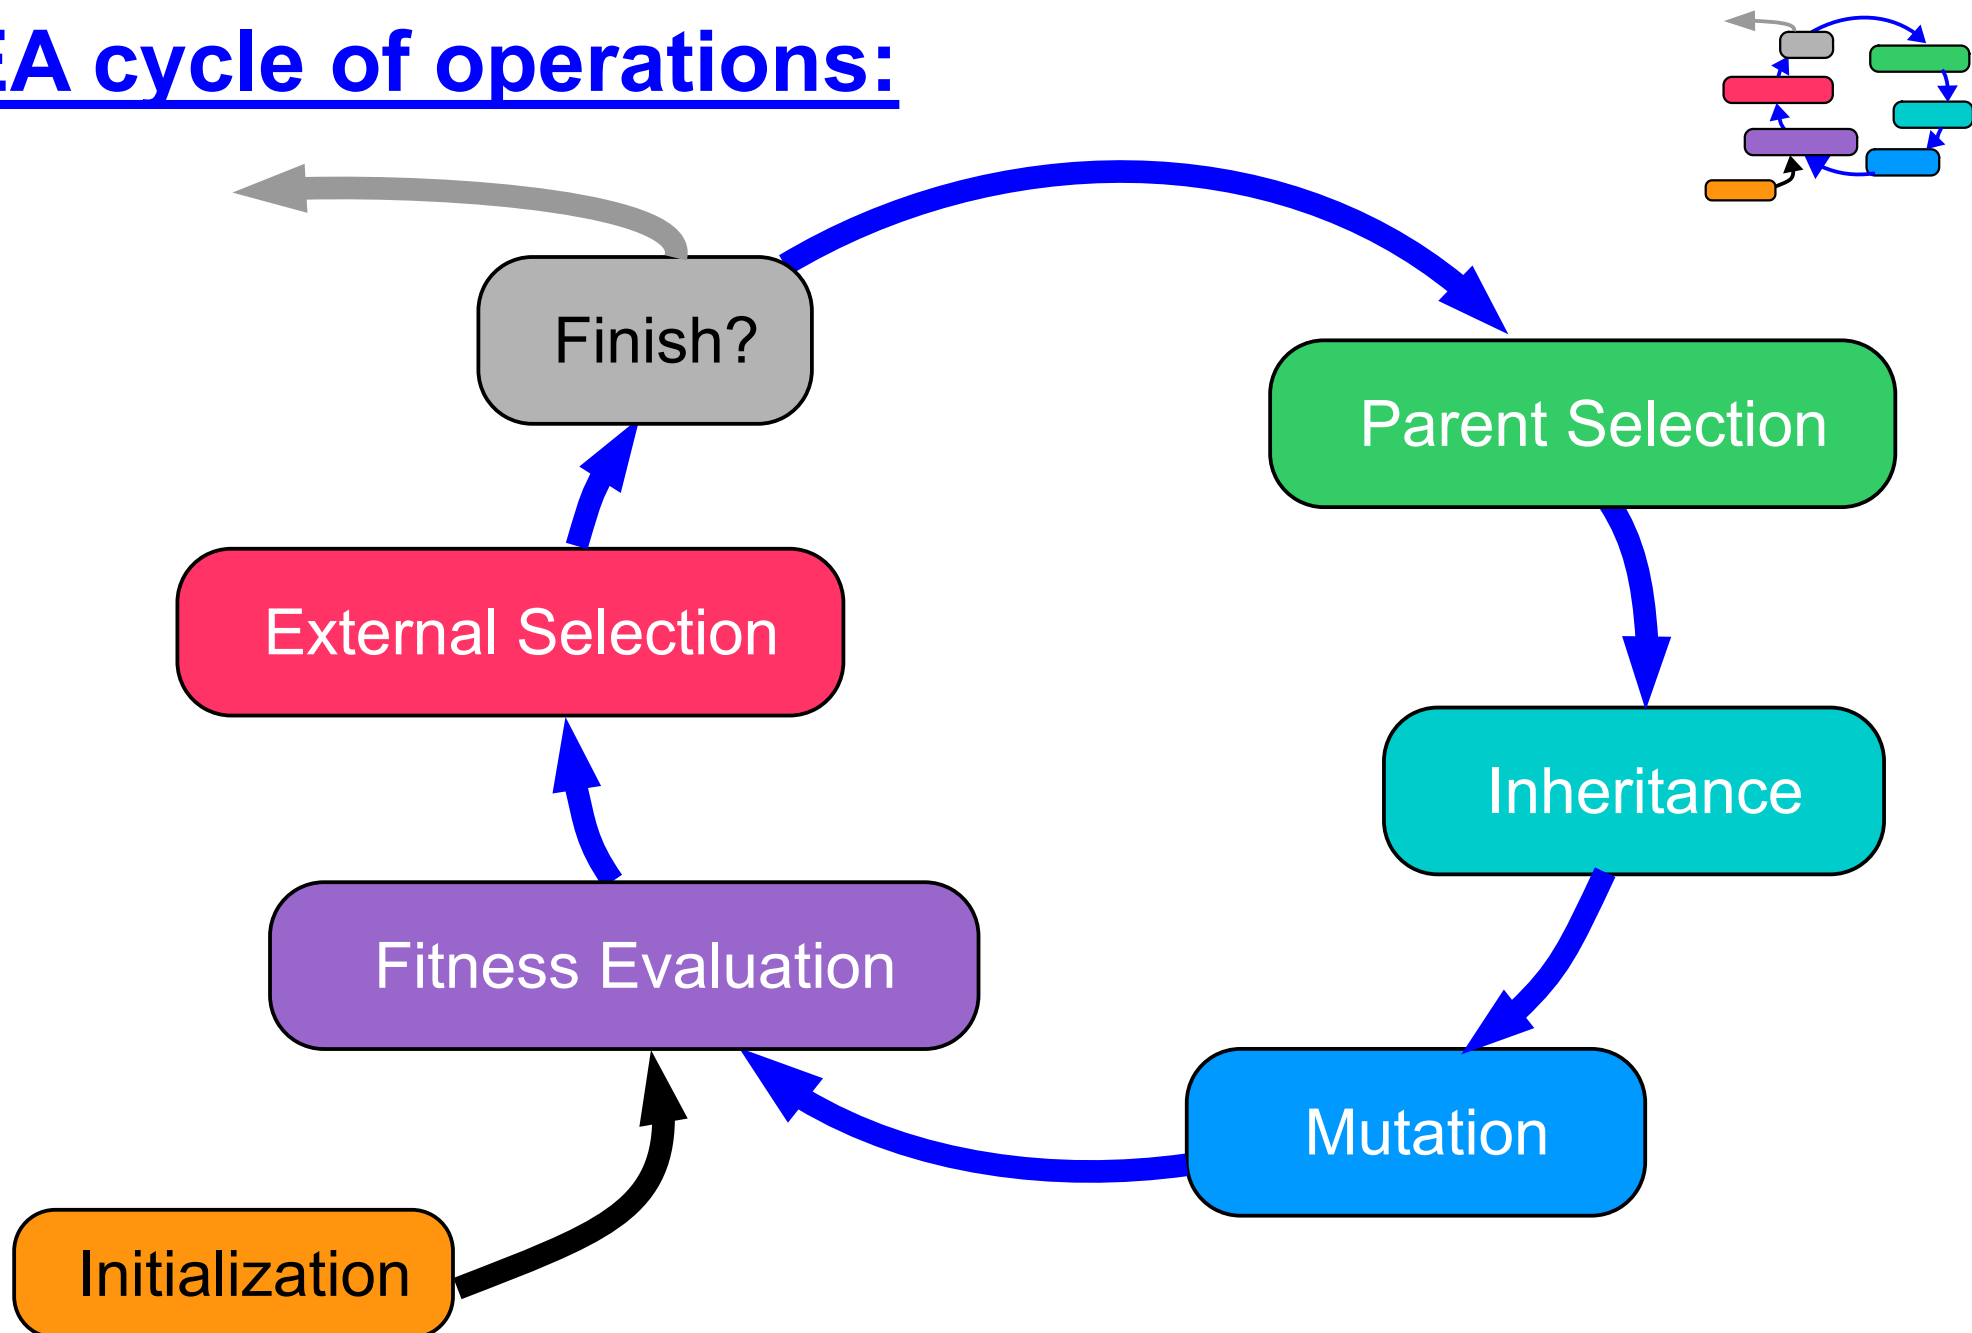 EA cycle of operations:
Finish?
Parent Selection
External Selection
Inheritance
Fitness Evaluation
Mutation
Initialization